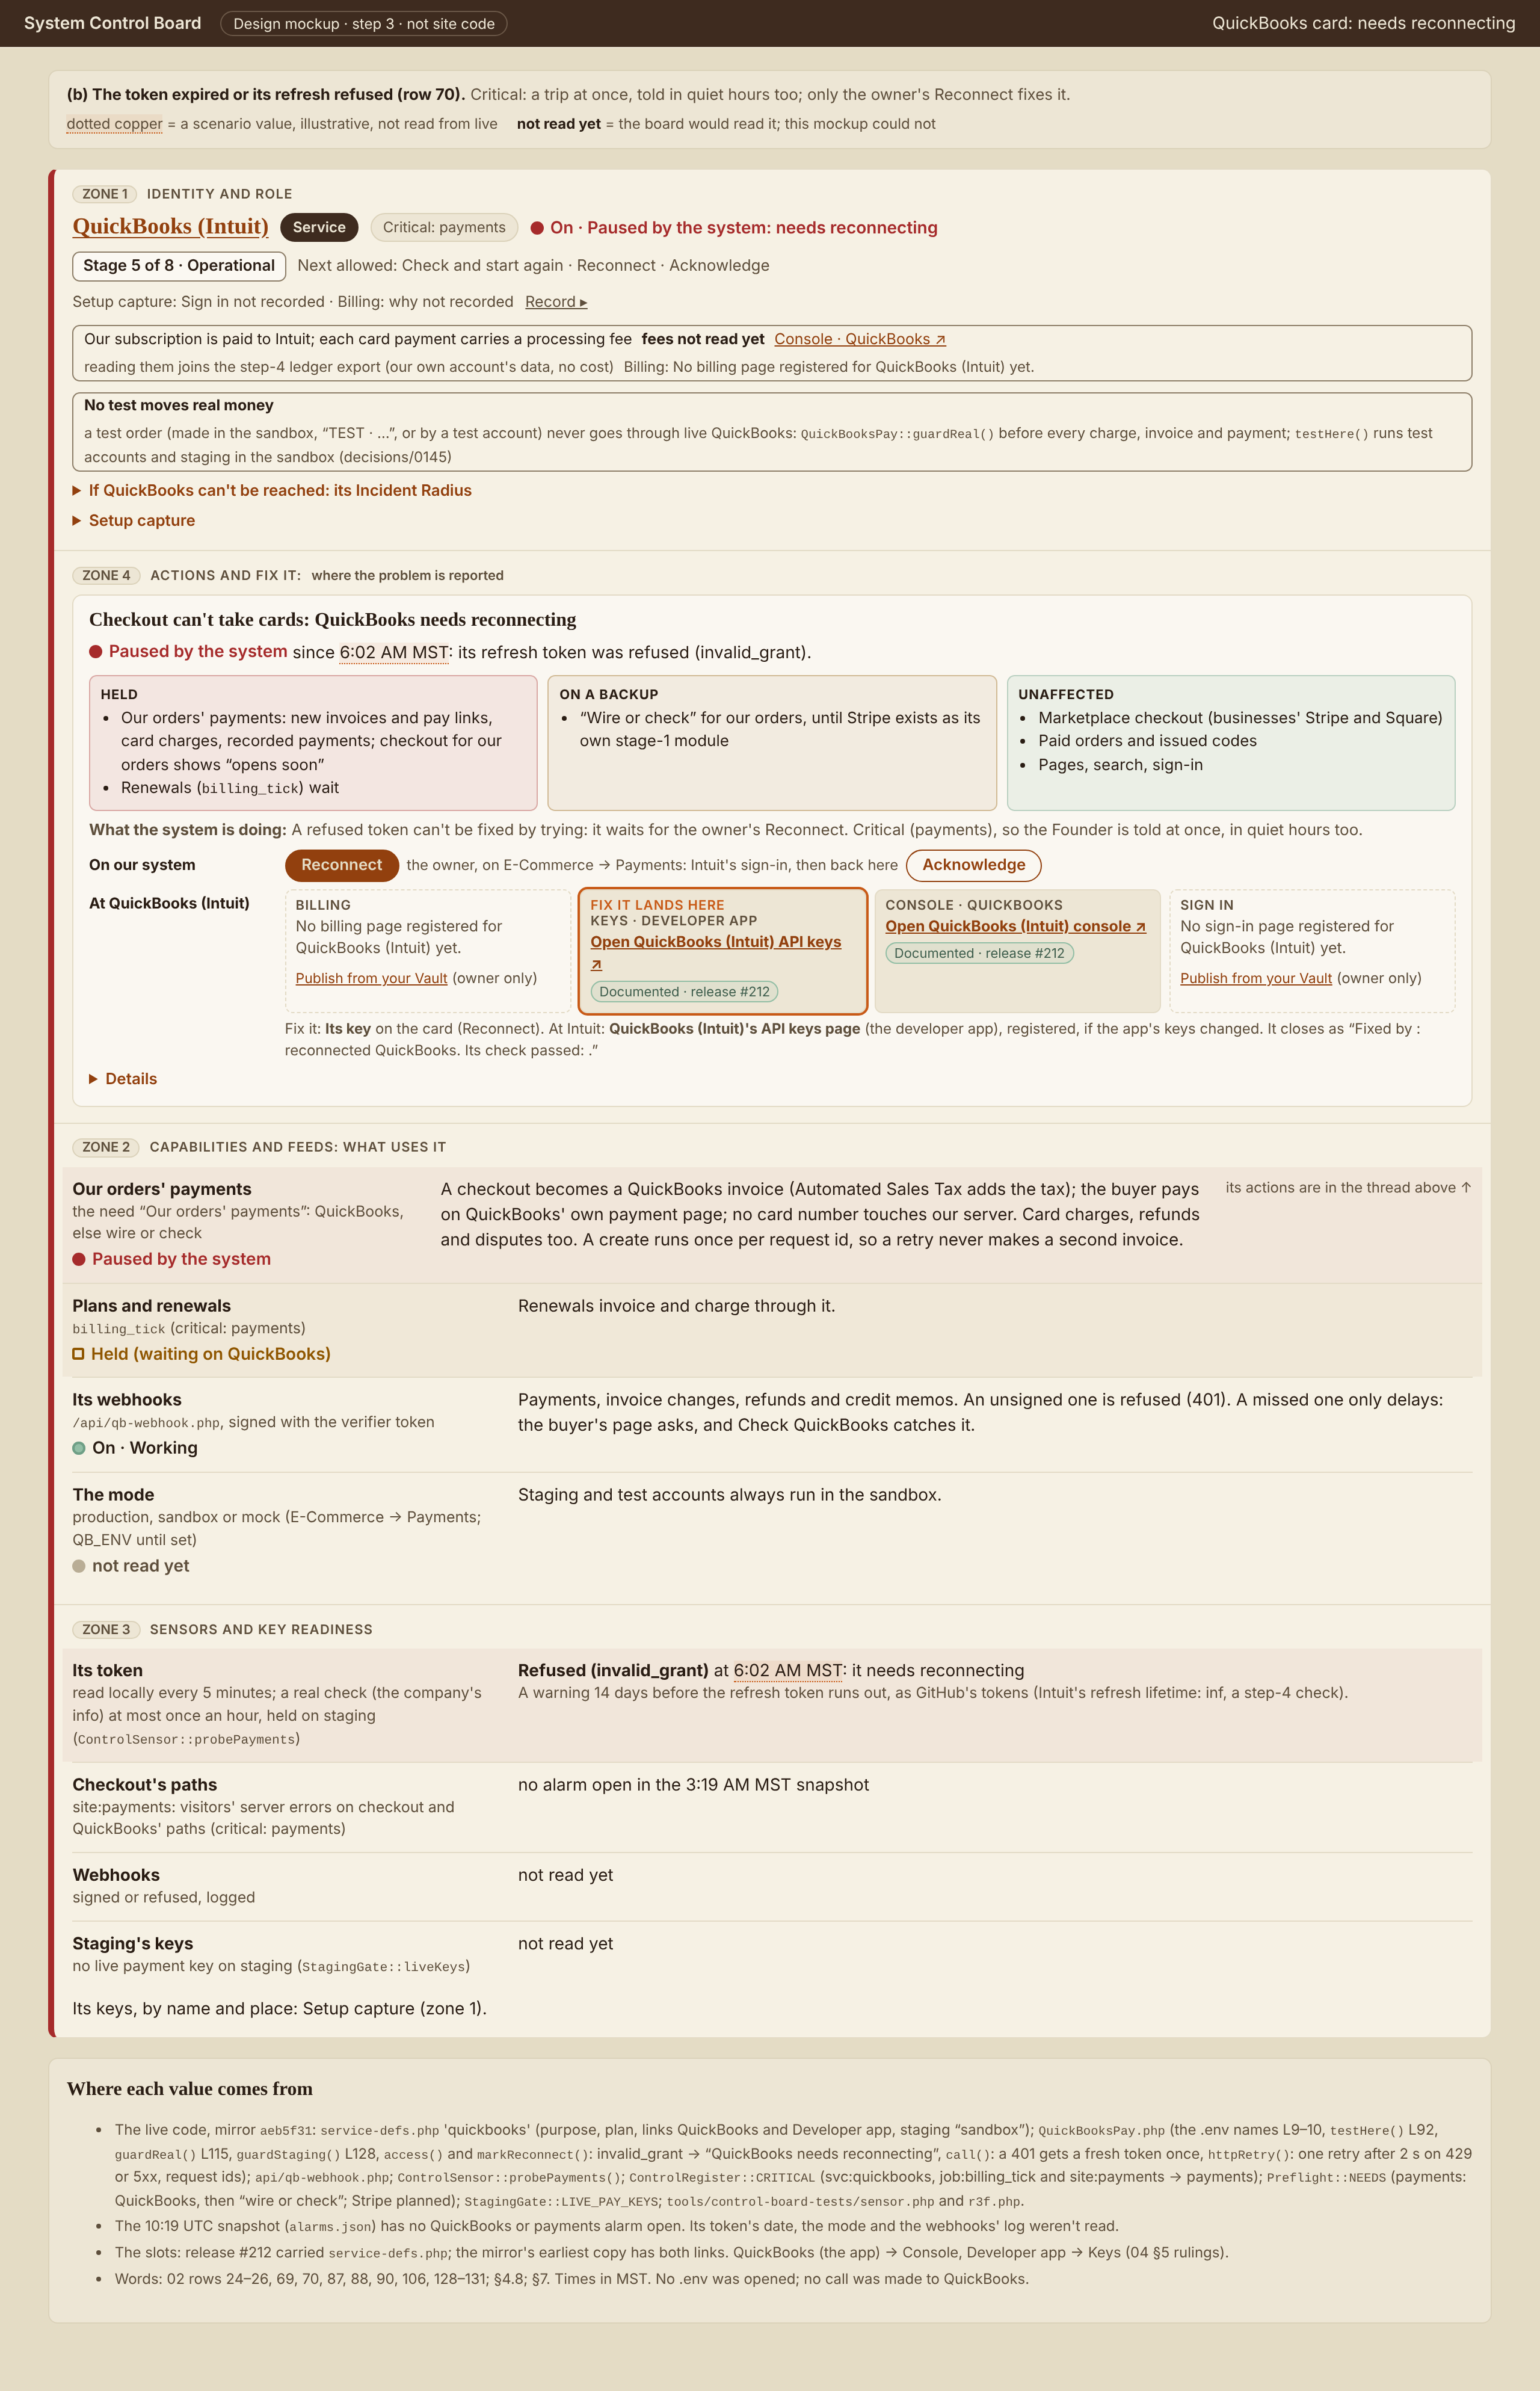 System Control Board
Design mockup · step 3 · not site code
QuickBooks card: needs reconnecting
(b) The token expired or its refresh refused (row 70). Critical: a trip at once, told in quiet hours too; only the owner's Reconnect fixes it.
dotted copper = a scenario value, illustrative, not read from live not read yet = the board would read it; this mockup could not
ZONE 1 IDENTITY AND ROLE
QuickBooks (Intuit) Service Critical: payments On · Paused by the system: needs reconnecting
Stage 5 of 8 · Operational Next allowed: Check and start again · Reconnect · Acknowledge
Setup capture: Sign in not recorded · Billing: why not recorded Record ▸
Our subscription is paid to Intuit; each card payment carries a processing fee fees not read yet Console · QuickBooks ↗
reading them joins the step-4 ledger export (our own account's data, no cost) Billing: No billing page registered for QuickBooks (Intuit) yet.
No test moves real money
a test order (made in the sandbox, “TEST · …”, or by a test account) never goes through live QuickBooks: QuickBooksPay::guardReal() before every charge, invoice and payment; testHere() runs test
accounts and staging in the sandbox (decisions/0145)
▶ If QuickBooks can't be reached: its Incident Radius
▶ Setup capture
ZONE 4 ACTIONS AND FIX IT: where the problem is reported
Checkout can't take cards: QuickBooks needs reconnecting
Paused by the system since 6:02 AM MST: its refresh token was refused (invalid_grant).
HELD
• Our orders' payments: new invoices and pay links,
card charges, recorded payments; checkout for our
orders shows “opens soon”
• Renewals (billing_tick) wait
ON A BACKUP
• “Wire or check” for our orders, until Stripe exists as its
own stage-1 module
UNAFFECTED
• Marketplace checkout (businesses' Stripe and Square)
• Paid orders and issued codes
• Pages, search, sign-in
What the system is doing: A refused token can't be fixed by trying: it waits for the owner's Reconnect. Critical (payments), so the Founder is told at once, in quiet hours too.
On our system Reconnect the owner, on E-Commerce → Payments: Intuit's sign-in, then back here Acknowledge
At QuickBooks (Intuit)
BILLING
No billing page registered for
QuickBooks (Intuit) yet.
Publish from your Vault (owner only)
FIX IT LANDS HERE
KEYS · DEVELOPER APP
Open QuickBooks (Intuit) API keys
↗
Documented · release #212
CONSOLE · QUICKBOOKS
Open QuickBooks (Intuit) console ↗
Documented · release #212
SIGN IN
No sign-in page registered for
QuickBooks (Intuit) yet.
Publish from your Vault (owner only)
Fix it: Its key on the card (Reconnect). At Intuit: QuickBooks (Intuit)'s API keys page (the developer app), registered, if the app's keys changed. It closes as “Fixed by :
reconnected QuickBooks. Its check passed: .”
▶ Details
ZONE 2 CAPABILITIES AND FEEDS: WHAT USES IT
Our orders' payments
the need “Our orders' payments”: QuickBooks,
else wire or check
Paused by the system
A checkout becomes a QuickBooks invoice (Automated Sales Tax adds the tax); the buyer pays
on QuickBooks' own payment page; no card number touches our server. Card charges, refunds
and disputes too. A create runs once per request id, so a retry never makes a second invoice.
its actions are in the thread above ↑
Plans and renewals
billing_tick (critical: payments)
Held (waiting on QuickBooks)
Renewals invoice and charge through it.
Its webhooks
/api/qb-webhook.php, signed with the verifier token
On · Working
Payments, invoice changes, refunds and credit memos. An unsigned one is refused (401). A missed one only delays:
the buyer's page asks, and Check QuickBooks catches it.
The mode
production, sandbox or mock (E-Commerce → Payments;
QB_ENV until set)
not read yet
Staging and test accounts always run in the sandbox.
ZONE 3 SENSORS AND KEY READINESS
Its token
read locally every 5 minutes; a real check (the company's
info) at most once an hour, held on staging
(ControlSensor::probePayments)
Refused (invalid_grant) at 6:02 AM MST: it needs reconnecting
A warning 14 days before the refresh token runs out, as GitHub's tokens (Intuit's refresh lifetime: inf, a step-4 check).
Checkout's paths
site:payments: visitors' server errors on checkout and
QuickBooks' paths (critical: payments)
no alarm open in the 3:19 AM MST snapshot
Webhooks
signed or refused, logged
not read yet
Staging's keys
no live payment key on staging (StagingGate::liveKeys)
not read yet
Its keys, by name and place: Setup capture (zone 1).
Where each value comes from
• The live code, mirror aeb5f31: service-defs.php 'quickbooks' (purpose, plan, links QuickBooks and Developer app, staging “sandbox”); QuickBooksPay.php (the .env names L9–10, testHere() L92,
guardReal() L115, guardStaging() L128, access() and markReconnect(): invalid_grant → “QuickBooks needs reconnecting”, call(): a 401 gets a fresh token once, httpRetry(): one retry after 2 s on 429
or 5xx, request ids); api/qb-webhook.php; ControlSensor::probePayments(); ControlRegister::CRITICAL (svc:quickbooks, job:billing_tick and site:payments → payments); Preflight::NEEDS (payments:
QuickBooks, then “wire or check”; Stripe planned); StagingGate::LIVE_PAY_KEYS; tools/control-board-tests/sensor.php and r3f.php.
• The 10:19 UTC snapshot (alarms.json) has no QuickBooks or payments alarm open. Its token's date, the mode and the webhooks' log weren't read.
• The slots: release #212 carried service-defs.php; the mirror's earliest copy has both links. QuickBooks (the app) → Console, Developer app → Keys (04 §5 rulings).
• Words: 02 rows 24–26, 69, 70, 87, 88, 90, 106, 128–131; §4.8; §7. Times in MST. No .env was opened; no call was made to QuickBooks.